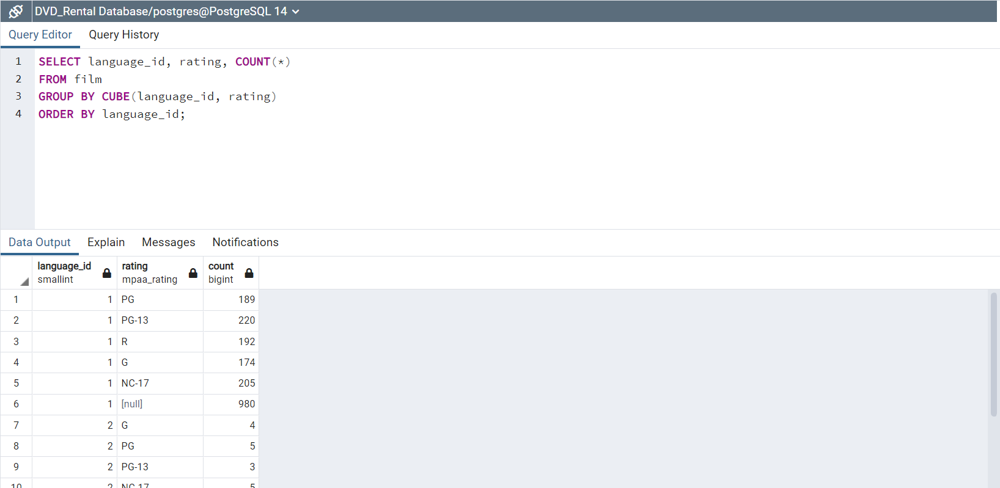 DVD_Rental Database/postgres@PostgreSQL 14
Query Editor Query History
1 SELECT language_id, rating, COUNT(*)
2 FROM film
3 GROUP BY CUBE(language_id, rating)
4 ORDER BY language_id;
Data Output Explain Messages Notifications
language_id rating count
smallint mpaa_rating bigint
1 1 PG 189
2 1 PG-13 220
3 1 R 192
4 1 G 174
5 1 NC-17 205
6 1 [null] 980
7 2 G 4
8 2 PG 5
9 2 PG-13 3
10 2 NC-17 5